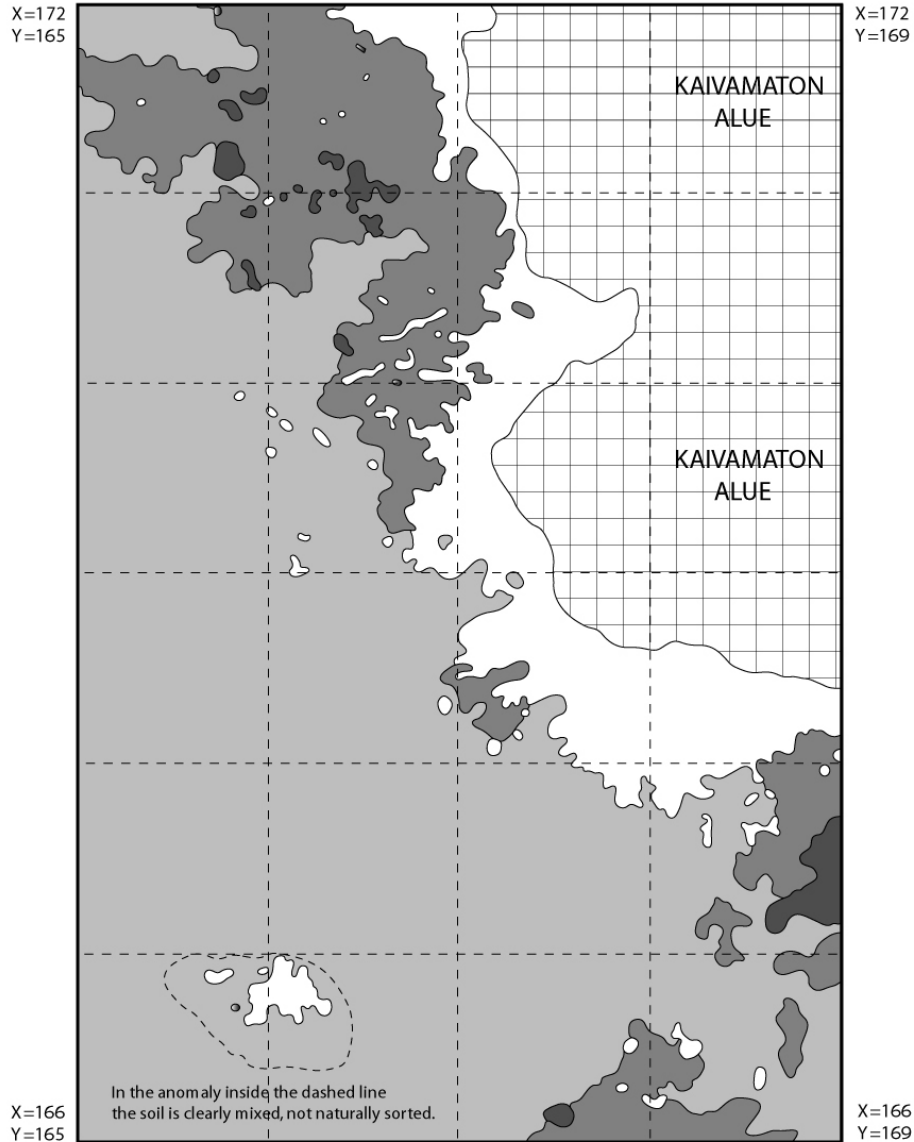 X=172
Y=165
X=172
Y=169
KAIVAMATON
ALUE
KAIVAMATON
ALUE
In the anomaly inside the dashed line
the soil is clearly mixed, not naturally sorted.
X=166
Y=165
X=166
Y=169